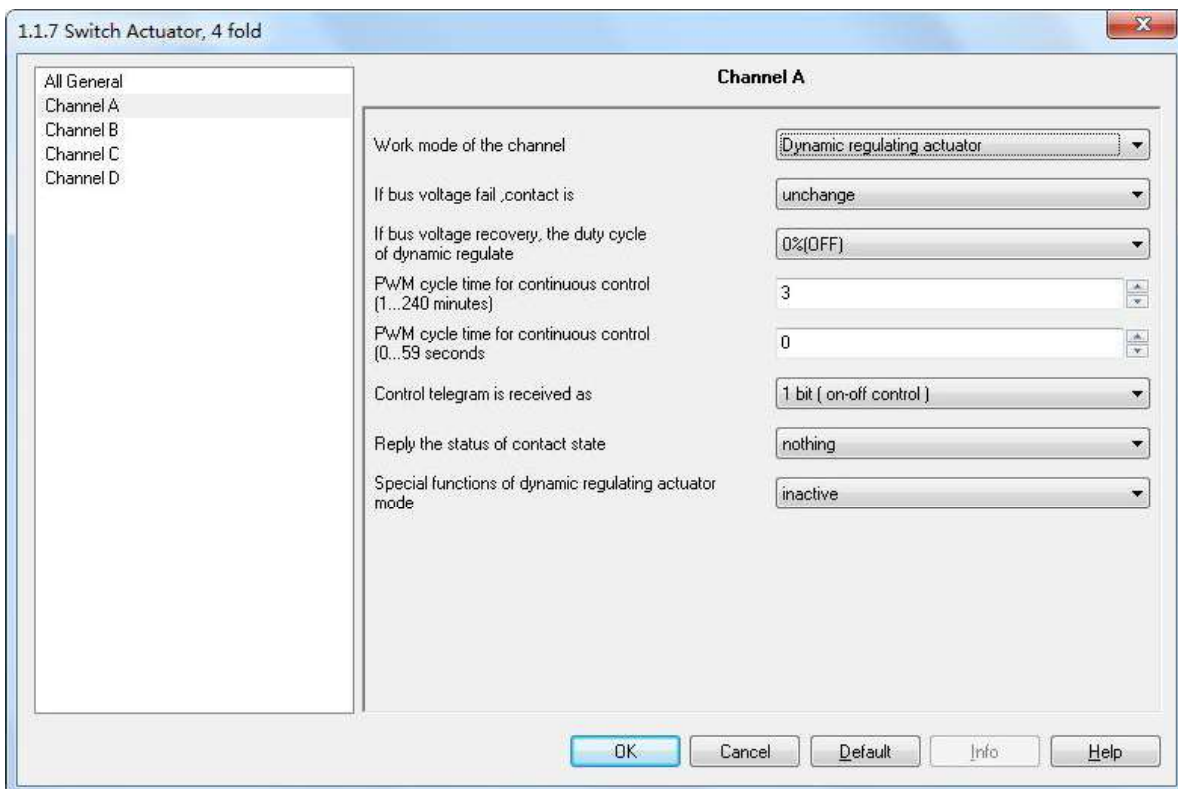 1.1.7 Switch Actuator, 4 fold
All General
Channel A
Channel B
Channel C
Channel D
Channel A
Work mode of the channel
Dynamic regulating actuator
If bus voltage fail ,contact is
unchange
If bus voltage recovery, the duty cycle
of dynamic regulate
0%(OFF)
PWM cycle time for continuous control
(1...240 minutes)
3
PWM cycle time for continuous control
(0...59 seconds
0
Control telegram is received as
1 bit ( on-off control )
Reply the status of contact state
nothing
Special functions of dynamic regulating actuator
mode
inactive
OK
Cancel
Default
Info
Help